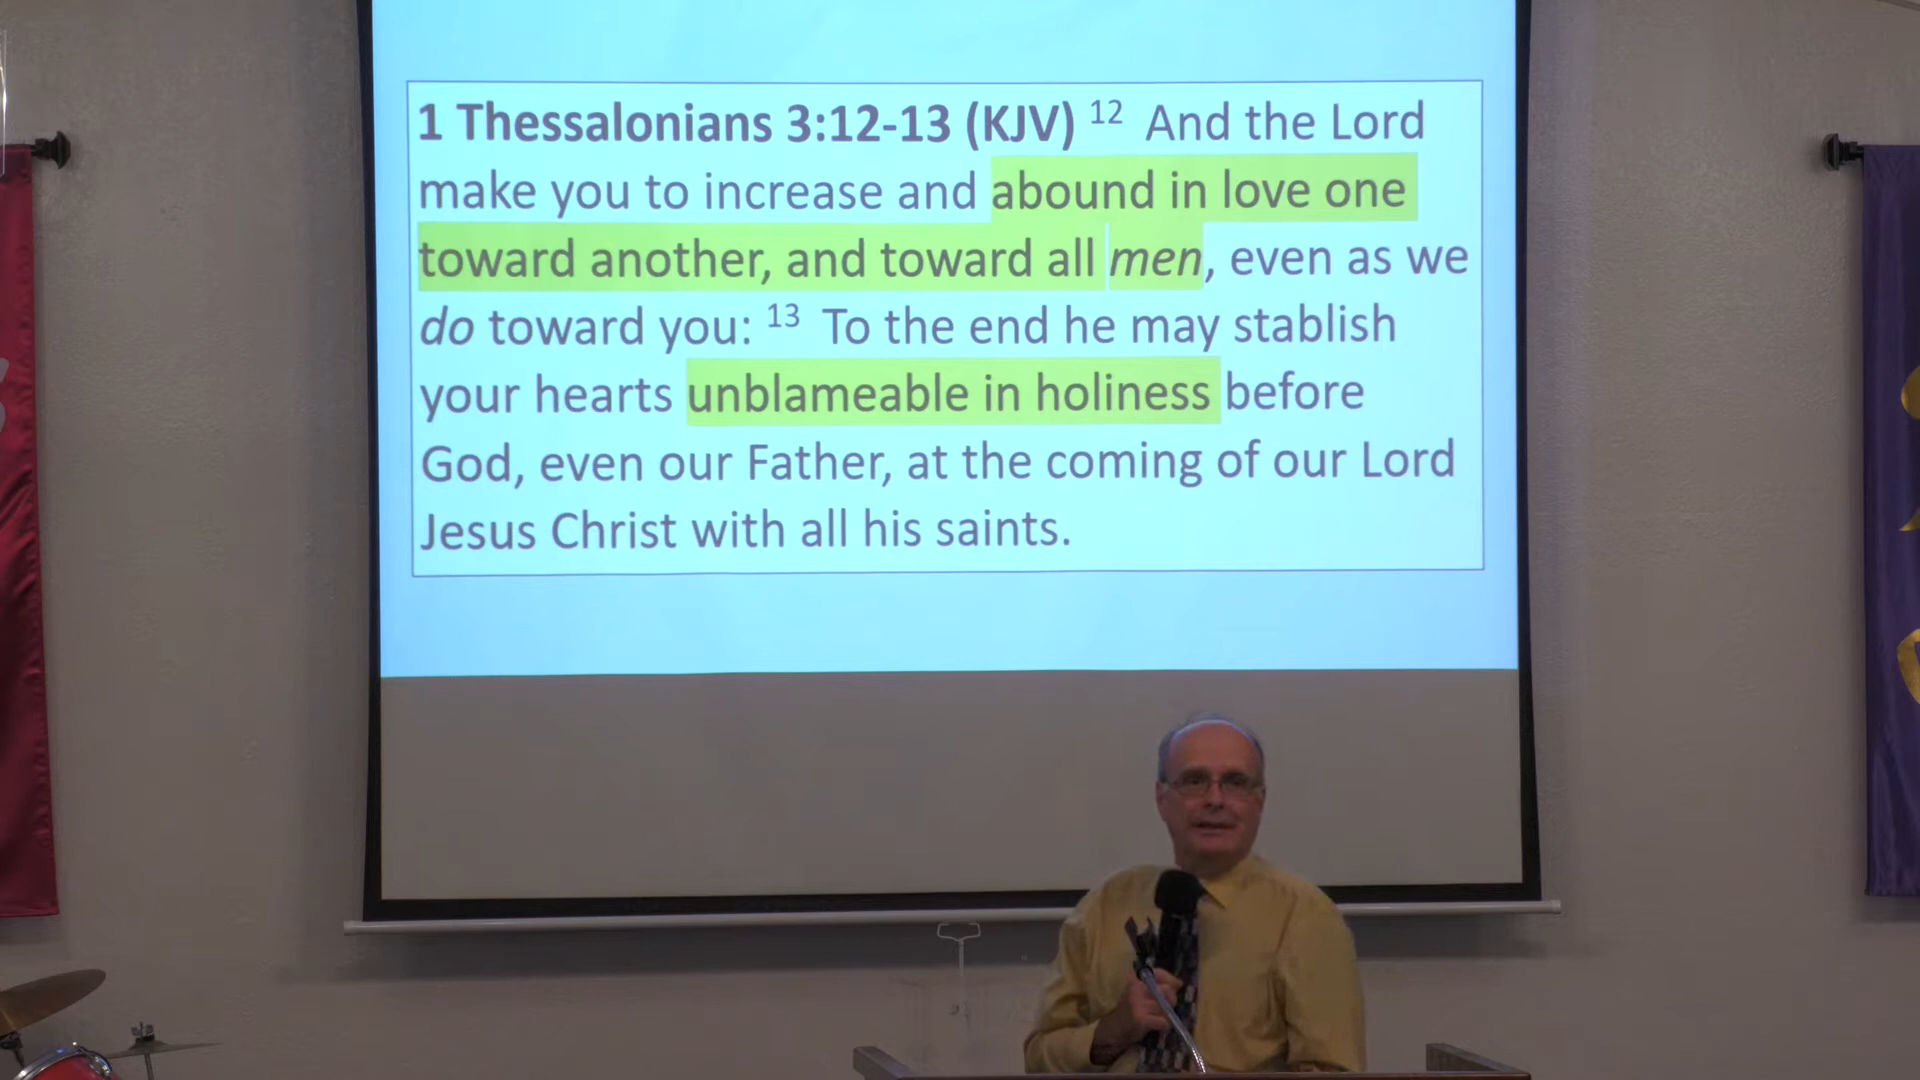 1 Thessalonians 3:12-13 (KJV) 12 And the Lord
make you to increase and abound in love one
toward another, and toward all men, even as we
do toward you: 13 To the end he may stablish
your hearts unblameable in holiness before
God, even our Father, at the coming of our Lord
Jesus Christ with all his saints.